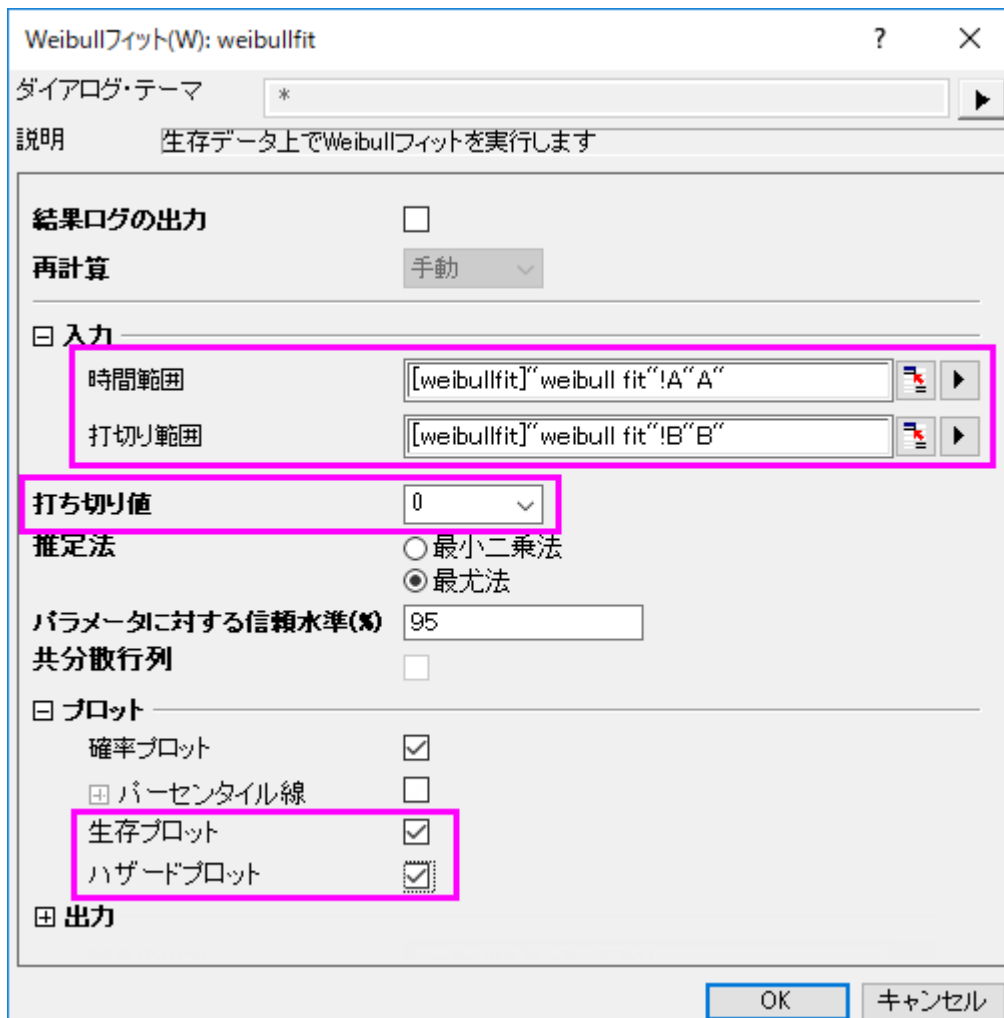 Weibullフィット(W): weibullfit
ダイアログ・テーマ *
説明 生存データ上でWeibullフィットを実行します
結果ログの出力
再計算 手動
入力
時間範囲 [weibullfit]"weibull fit"!A"A"
打切り範囲 [weibullfit]"weibull fit"!B"B"
打ち切り値 0
推定法 最小二乗法
最尤法
パラメータに対する信頼水準(%) 95
共分散行列
プロット
確率プロット
パーセンタイル線
生存プロット
ハザードプロット
出力
OK キャンセル